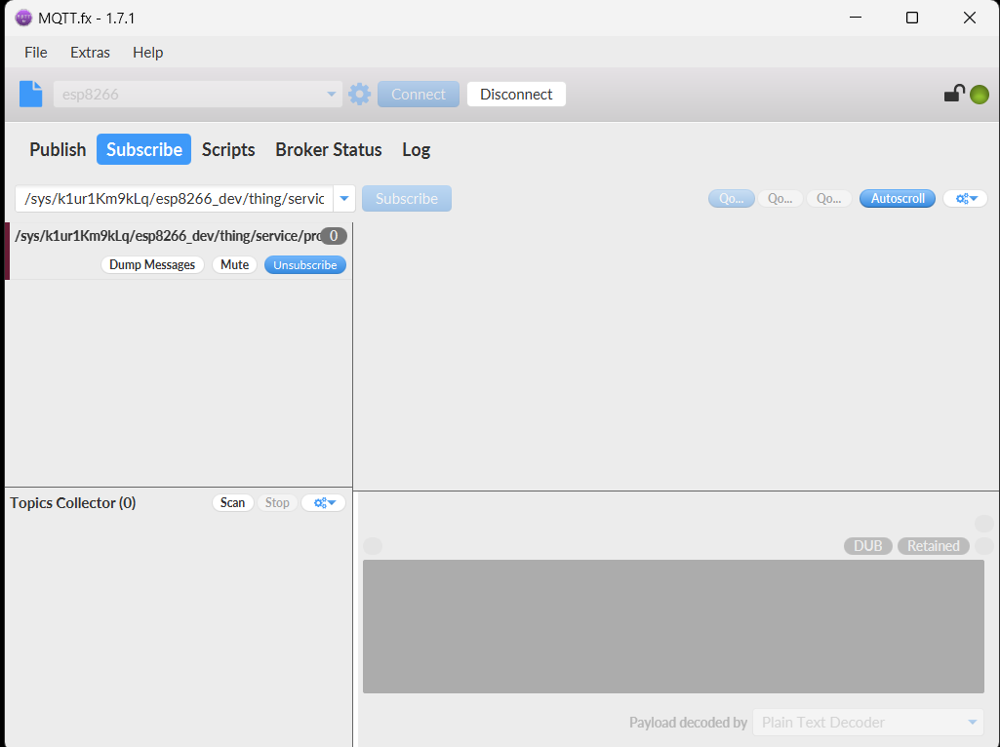 MQTT.fx - 1.7.1
File Extras Help
esp8266 Connect Disconnect
Publish Subscribe Scripts Broker Status Log
/sys/k1ur1Km9kLq/esp8266_dev/thing/servic Subscribe Qo... Qo... Qo... Autoscroll
/sys/k1ur1Km9kLq/esp8266_dev/thing/service/pro 0
Dump Messages Mute Unsubscribe
Topics Collector (0) Scan Stop
DUB Retained
Payload decoded by Plain Text Decoder